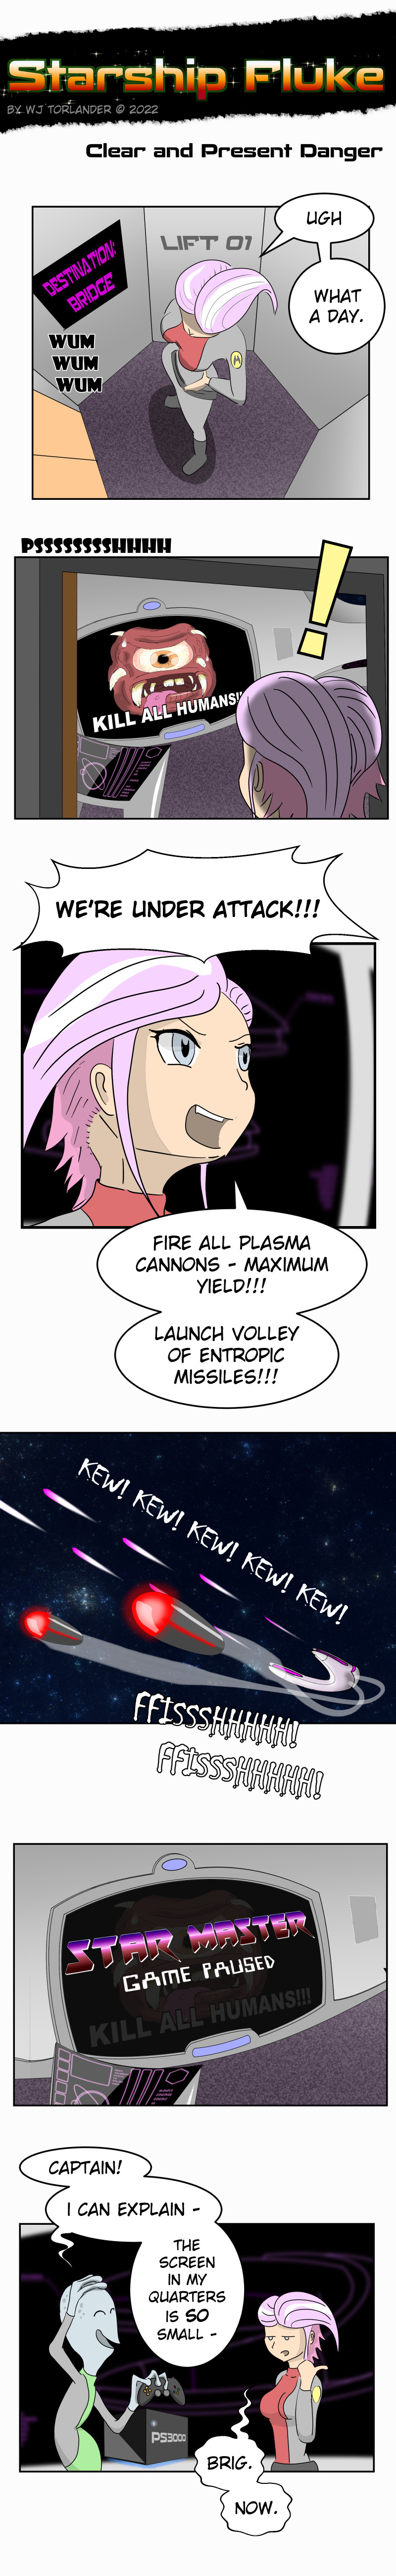 Starship Fluke
BY WJ TORLANDER © 2022
Clear and Present Danger
UGH
WHAT
A DAY.
LIFT 01
DESTINATION:
BRIDGE
WUM
WUM
WUM
PSSSSSSSSHHHH
!
KILL ALL HUMANS!!!
WE'RE UNDER ATTACK!!!
FIRE ALL PLASMA
CANNONS - MAXIMUM
YIELD!!!
LAUNCH VOLLEY
OF ENTROPIC
MISSILES!!!
KEW! KEW! KEW! KEW! KEW!
FFISSSHHHHH!
FFISSSHHHHH!
STAR MASTER
GAME PAUSED
KILL ALL HUMANS!!!
CAPTAIN!
I CAN EXPLAIN -
THE
SCREEN
IN MY
QUARTERS
IS SO
SMALL -
PS3000
BRIG.
NOW.